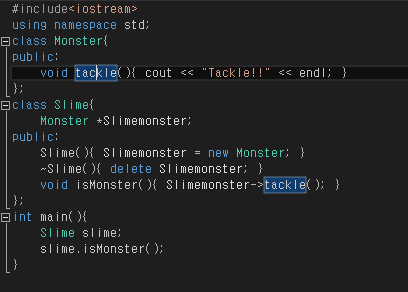 #include<iostream>
using namespace std;
class Monster{
public:
    void tackle(){ cout << "Tackle!!" << endl; }
};
class Slime{
    Monster *Slimemonster;
public:
    Slime(){ Slimemonster = new Monster; }
    ~Slime(){ delete Slimemonster; }
    void isMonster(){ Slimemonster->tackle(); }
};
int main(){
    Slime slime;
    slime.isMonster();
}